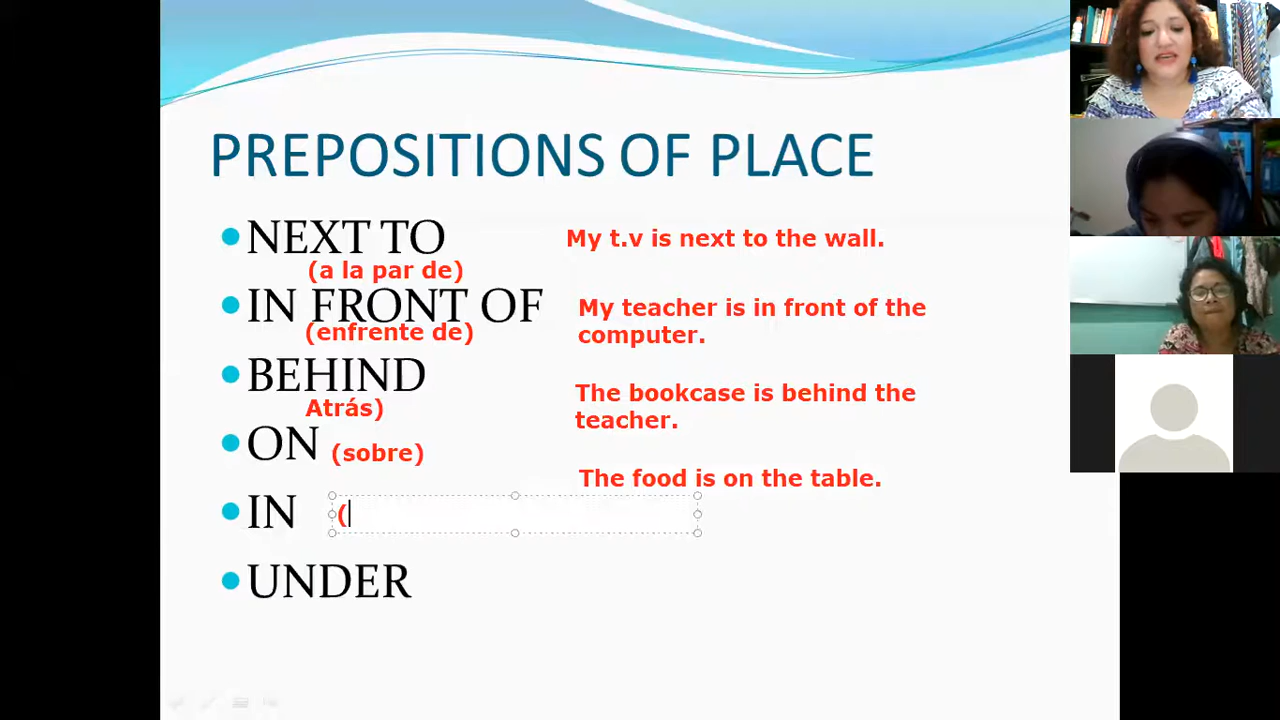 PREPOSITIONS OF PLACE
NEXT TO
My t.v is next to the wall.
(a la par de)
IN FRONT OF
My teacher is in front of the
computer.
(enfrente de)
BEHIND
The bookcase is behind the
teacher.
Atrás)
ON
(sobre)
The food is on the table.
IN
(
UNDER